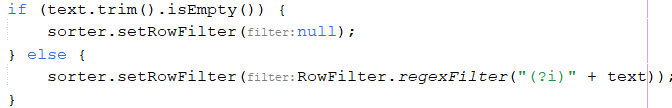 if (text.trim().isEmpty()) {
sorter.setRowFilter(filter:null);
} else {
sorter.setRowFilter(filter:RowFilter.regexFilter("(?i)" + text));
}